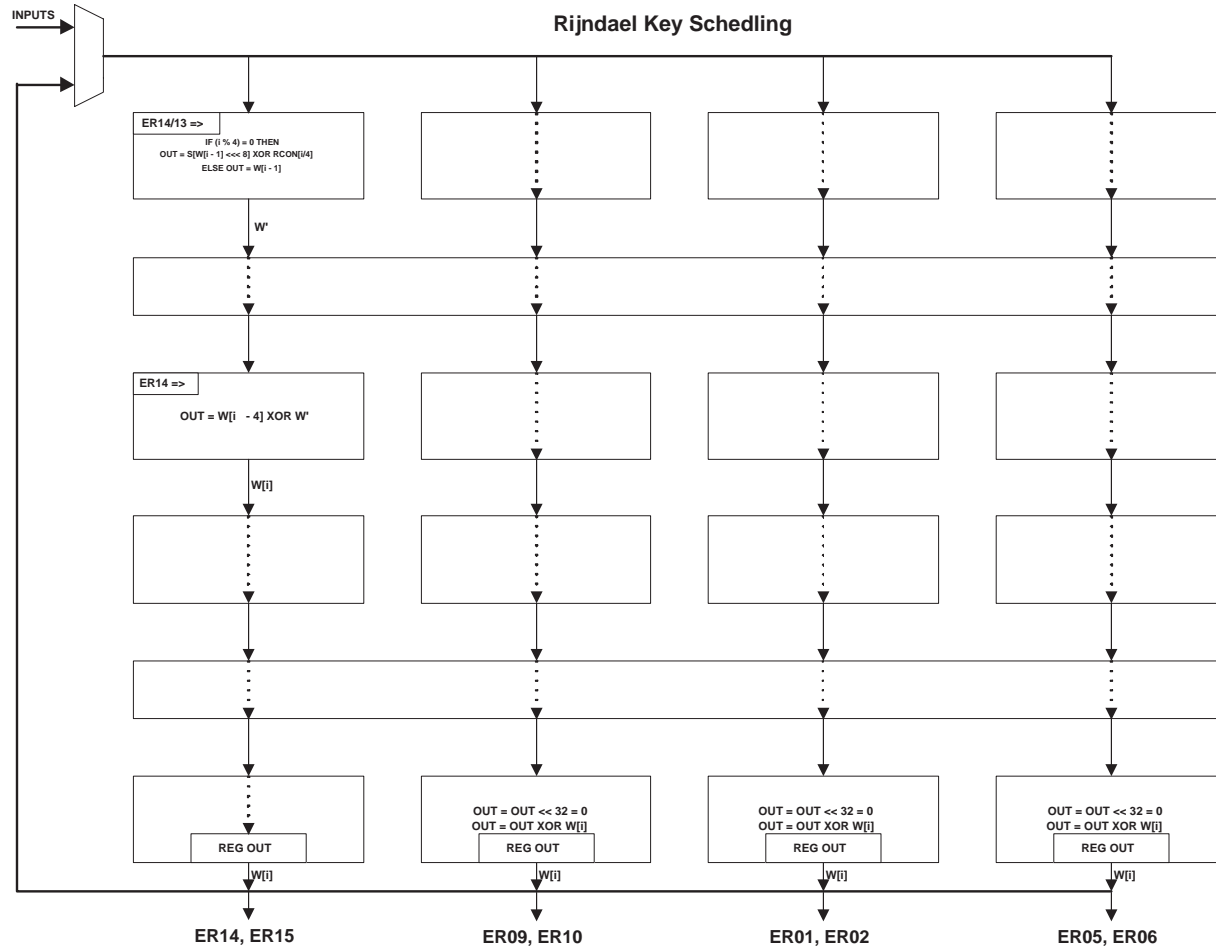 INPUTS
Rijndael Key Schedling
ER14/13 =>
IF (i % 4) = 0 THEN
OUT = S[W[i - 1] <<< 8] XOR RCON[i/4]
ELSE OUT = W[i - 1]
W'
ER14 =>
OUT = W[i - 4] XOR W'
W[i]
OUT = OUT << 32 = 0
OUT = OUT XOR W[i]
OUT = OUT << 32 = 0
OUT = OUT XOR W[i]
OUT = OUT << 32 = 0
OUT = OUT XOR W[i]
REG OUT
REG OUT
REG OUT
REG OUT
W[i]
W[i]
W[i]
W[i]
ER14, ER15
ER09, ER10
ER01, ER02
ER05, ER06